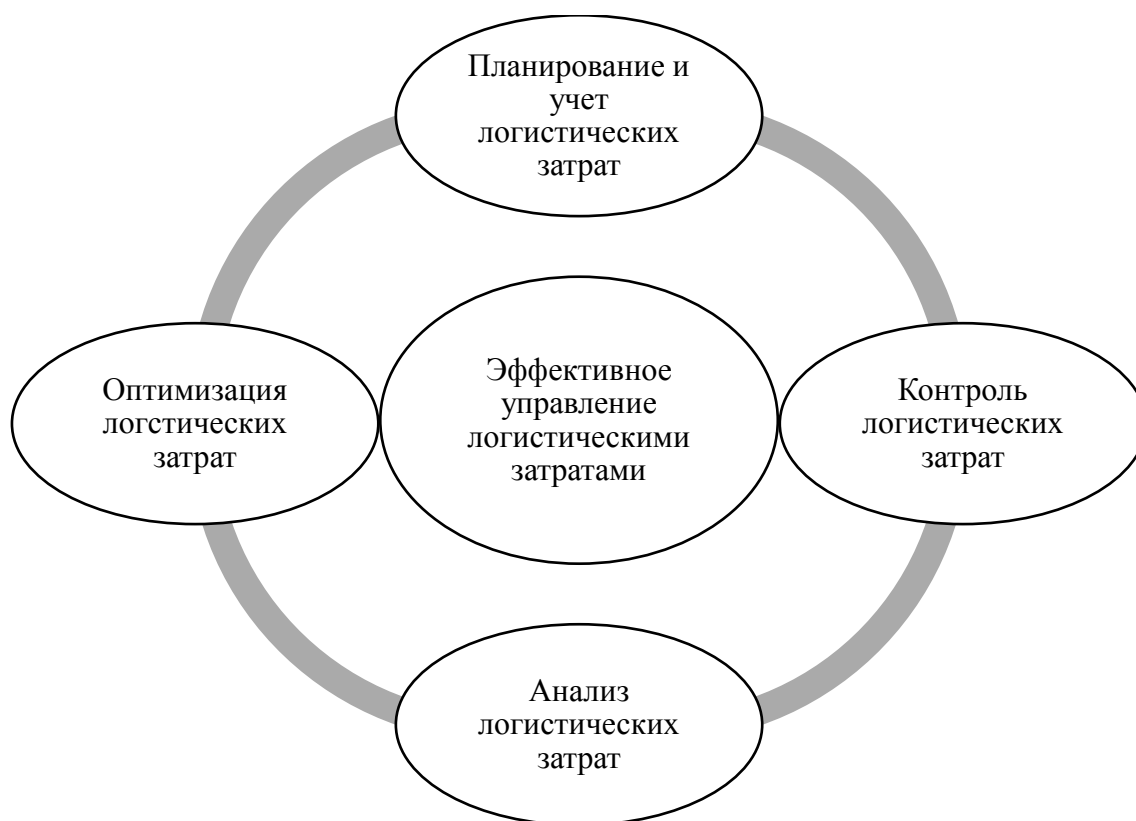 Планирование и
учет
логистических
затрат
Оптимизация
логстических
затрат
Эффективное
управление
логистическими
затратами
Контроль
логистических
затрат
Анализ
логистических
затрат